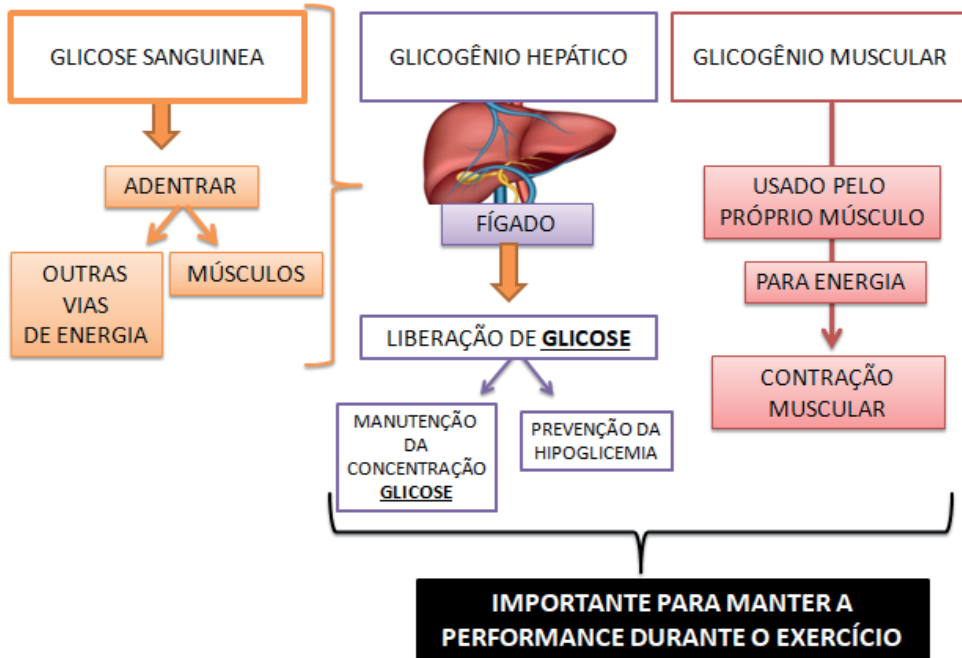 GLICOSE SANGUINEA
ADENTRAR
OUTRAS
VIAS
DE ENERGIA
MÚSCULOS
GLICOGÊNIO HEPÁTICO
FÍGADO
LIBERAÇÃO DE GLICOSE
MANUTENÇÃO
DA
CONCENTRAÇÃO
GLICOSE
PREVENÇÃO DA
HIPOGLICEMIA
GLICOGÊNIO MUSCULAR
USADO PELO
PRÓPRIO MÚSCULO
PARA ENERGIA
CONTRAÇÃO
MUSCULAR
IMPORTANTE PARA MANTER A
PERFORMANCE DURANTE O EXERCÍCIO